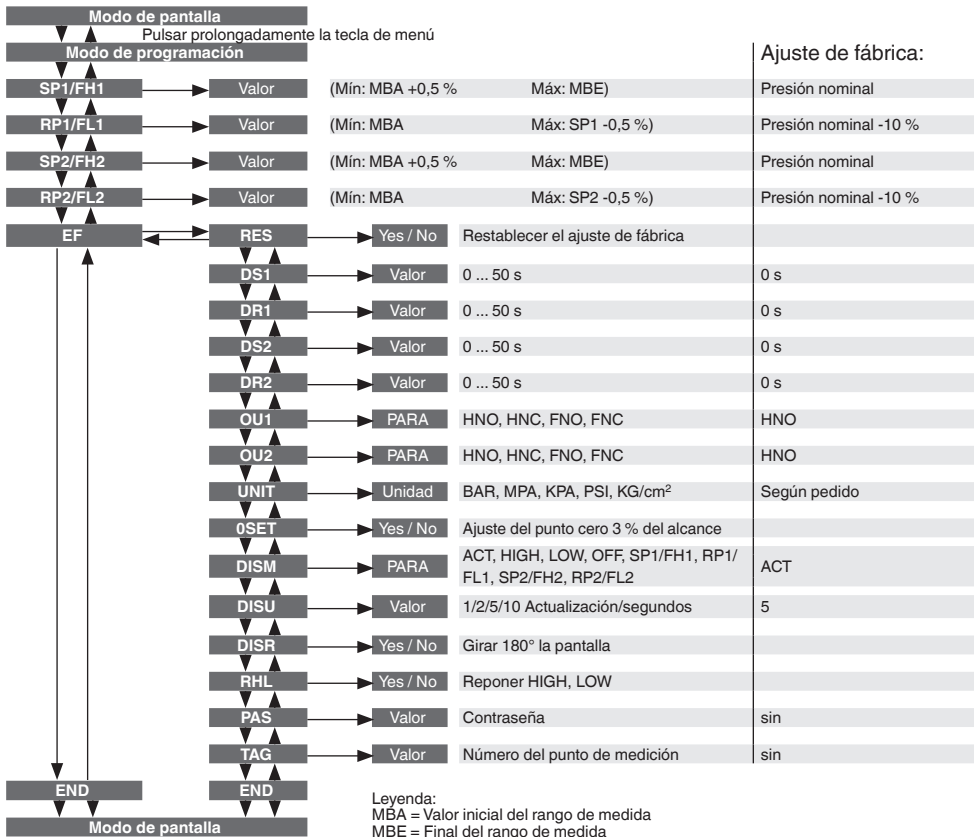 Modo de pantalla
Pulsar prolongadamente la tecla de menú
Modo de programación
Ajuste de fábrica:
SP1/FH1 Valor (Mín: MBA +0,5 % Máx: MBE) Presión nominal
RP1/FL1 Valor (Mín: MBA Máx: SP1 -0,5 %) Presión nominal -10 %
SP2/FH2 Valor (Mín: MBA +0,5 % Máx: MBE) Presión nominal
RP2/FL2 Valor (Mín: MBA Máx: SP2 -0,5 %) Presión nominal -10 %
EF RES Yes / No Restablecer el ajuste de fábrica
DS1 Valor 0 ... 50 s 0 s
DR1 Valor 0 ... 50 s 0 s
DS2 Valor 0 ... 50 s 0 s
DR2 Valor 0 ... 50 s 0 s
OU1 PARA HNO, HNC, FNO, FNC HNO
OU2 PARA HNO, HNC, FNO, FNC HNO
UNIT Unidad BAR, MPA, KPA, PSI, KG/cm² Según pedido
0SET Yes / No Ajuste del punto cero 3 % del alcance
DISM PARA ACT, HIGH, LOW, OFF, SP1/FH1, RP1/
FL1, SP2/FH2, RP2/FL2 ACT
DISU Valor 1/2/5/10 Actualización/segundos 5
DISR Yes / No Girar 180° la pantalla
RHL Yes / No Reponer HIGH, LOW
PAS Valor Contraseña sin
TAG Valor Número del punto de medición sin
END END
Modo de pantalla
Leyenda:
MBA = Valor inicial del rango de medida
MBE = Final del rango de medida